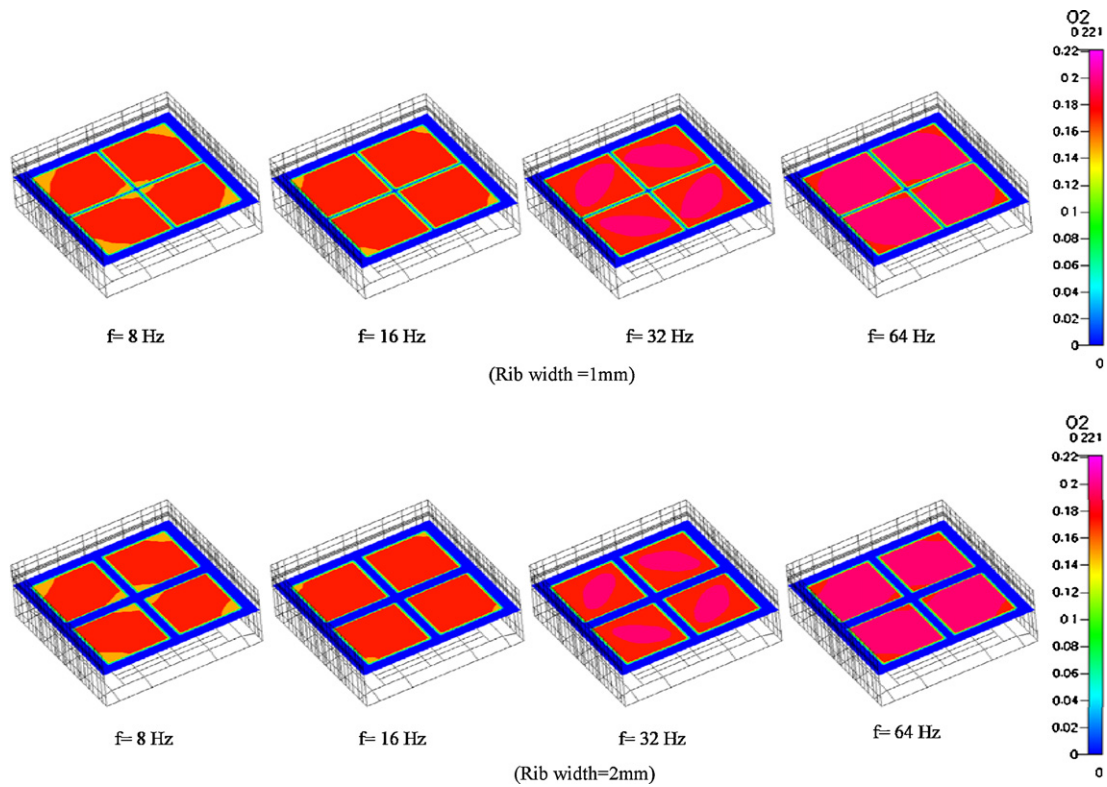 O2
0.221
0.22
0.2
0.18
0.16
0.14
0.12
0.1
0.08
0.06
0.04
0.02
0
0
f= 8 Hz
f= 16 Hz
f= 32 Hz
f= 64 Hz
(Rib width =1mm)
O2
0.221
0.22
0.2
0.18
0.16
0.14
0.12
0.1
0.08
0.06
0.04
0.02
0
0
f= 8 Hz
f= 16 Hz
f= 32 Hz
f= 64 Hz
(Rib width=2mm)